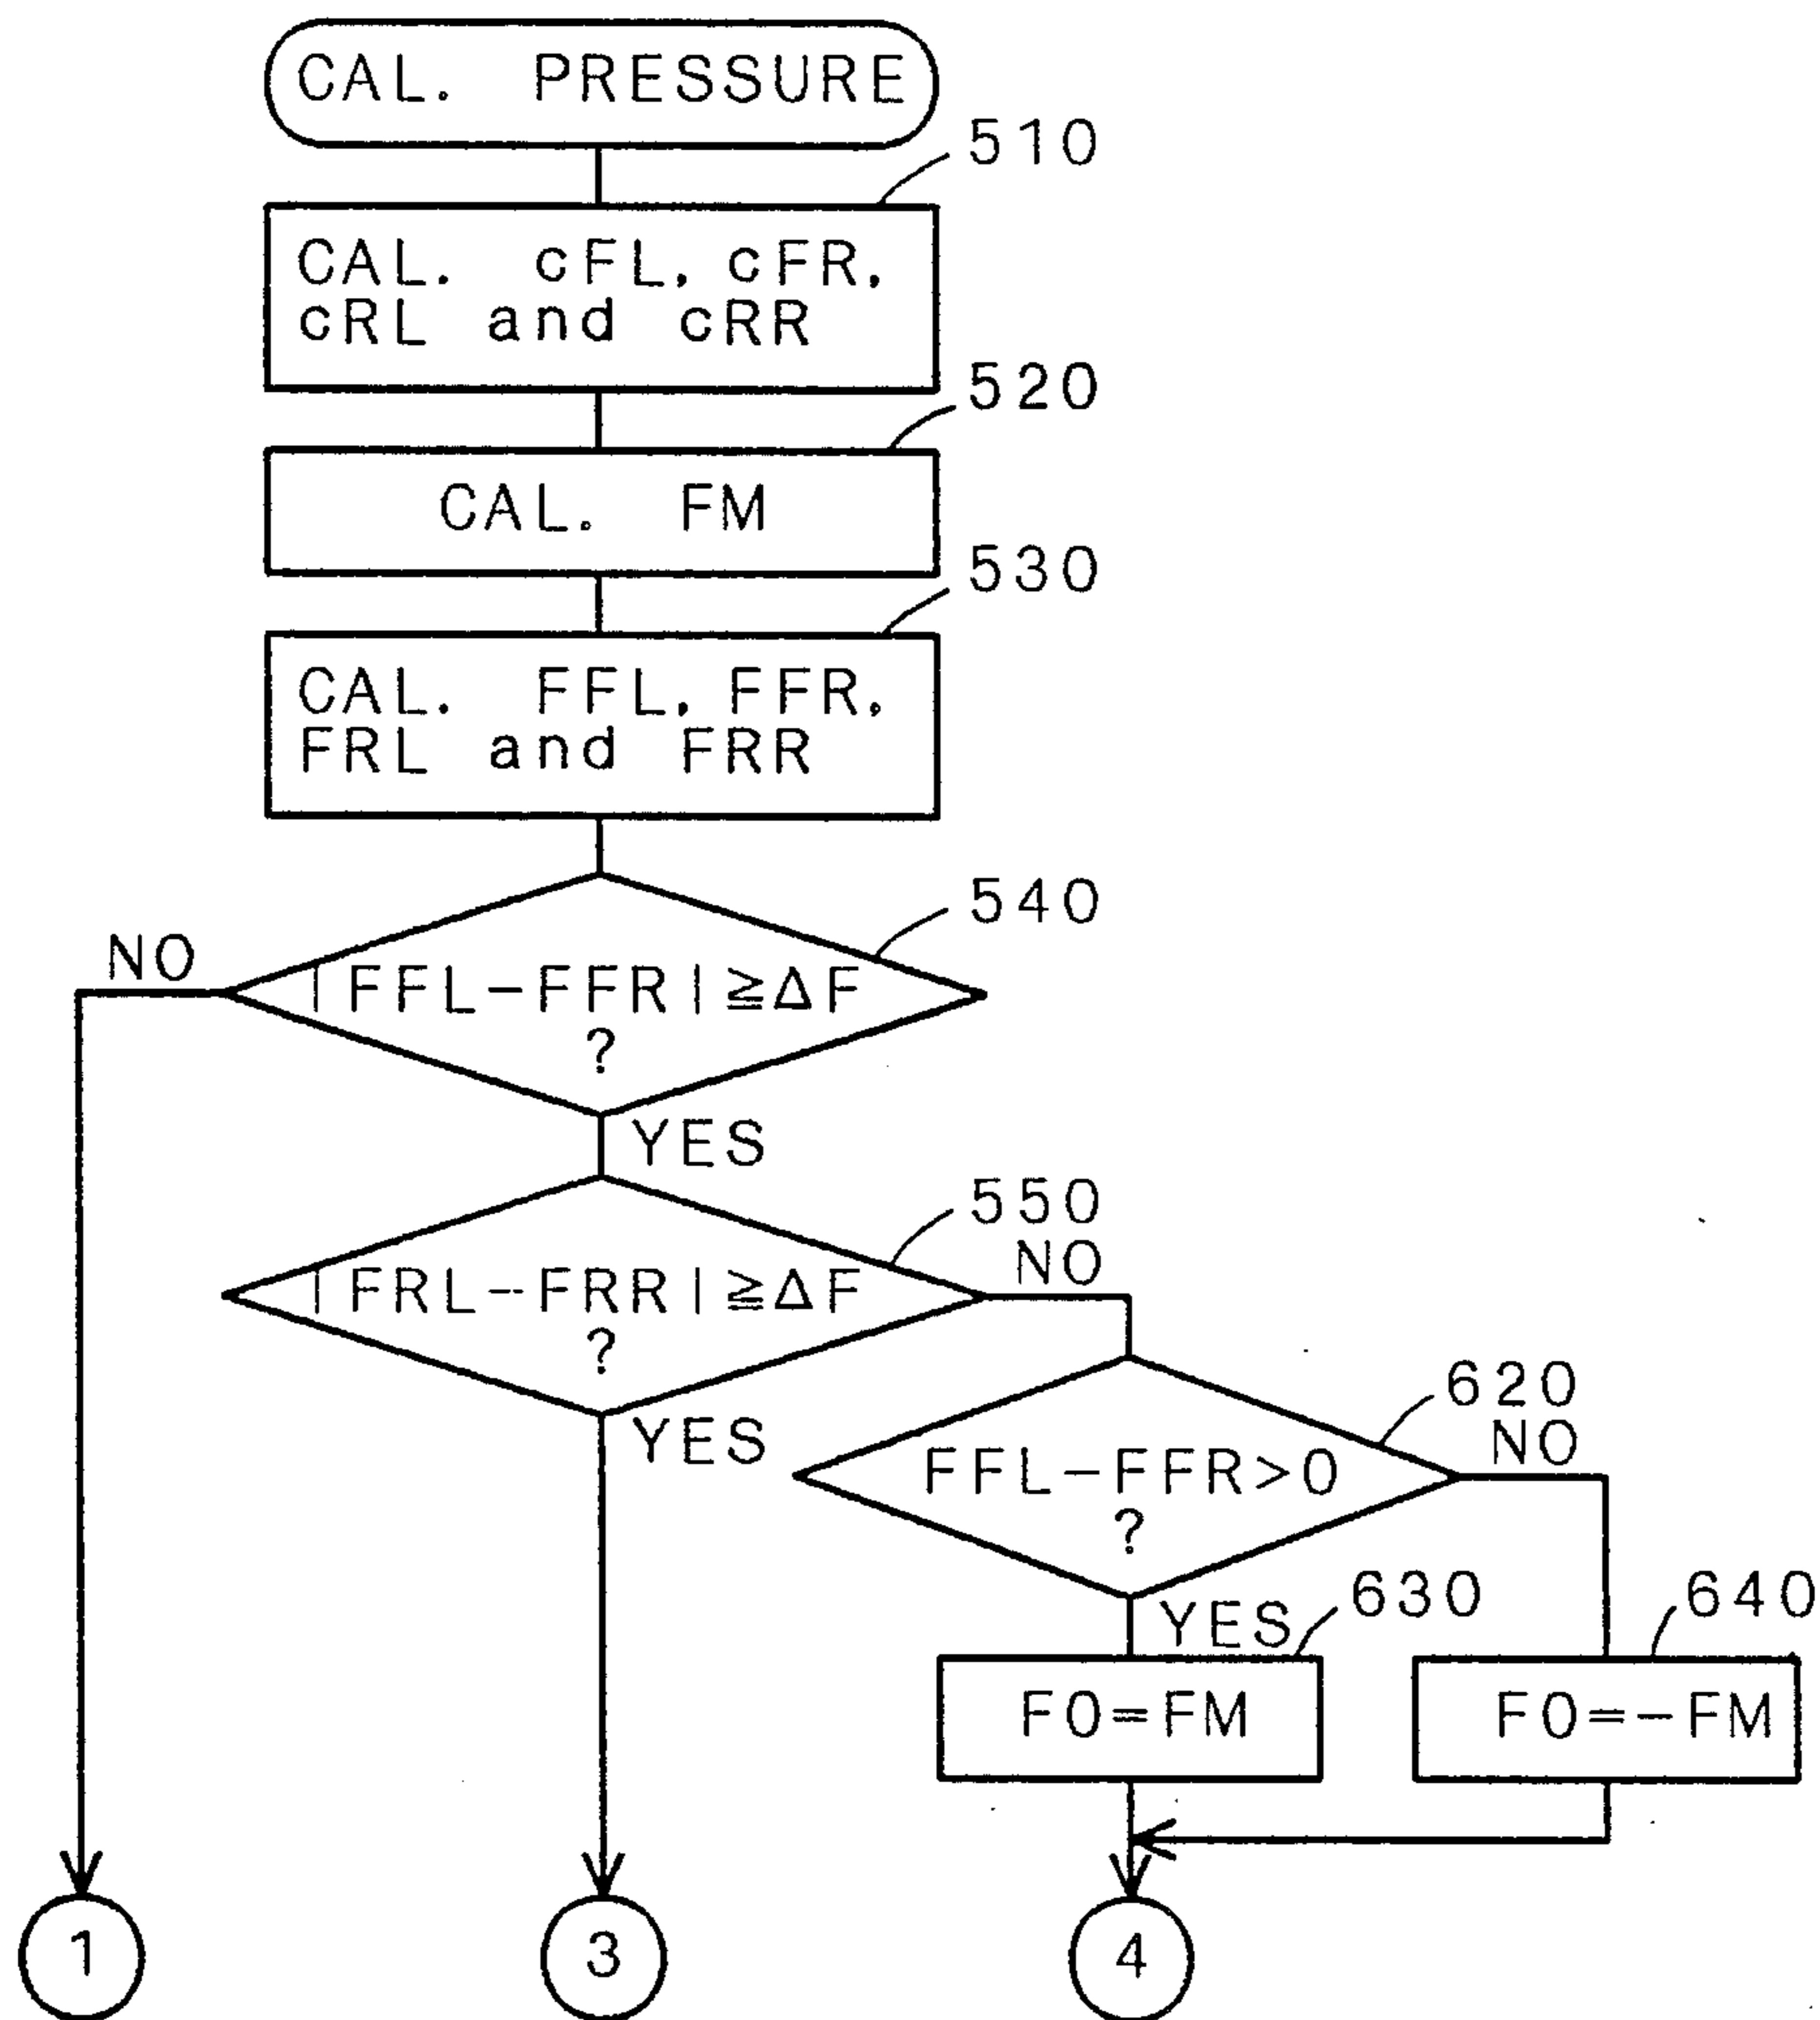 CAL. PRESSURE
510
CAL. cFL, cFR,
cRL and cRR
520
CAL. FM
530
CAL. FFL, FFR,
FRL and FRR
540
NO
|FFL-FFR|≧ΔF
?
YES
550
NO
|FRL-FRR|≧ΔF
?
YES
620
NO
FFL-FFR>0
?
YES
630
640
F0=FM
F0=-FM
1
3
4